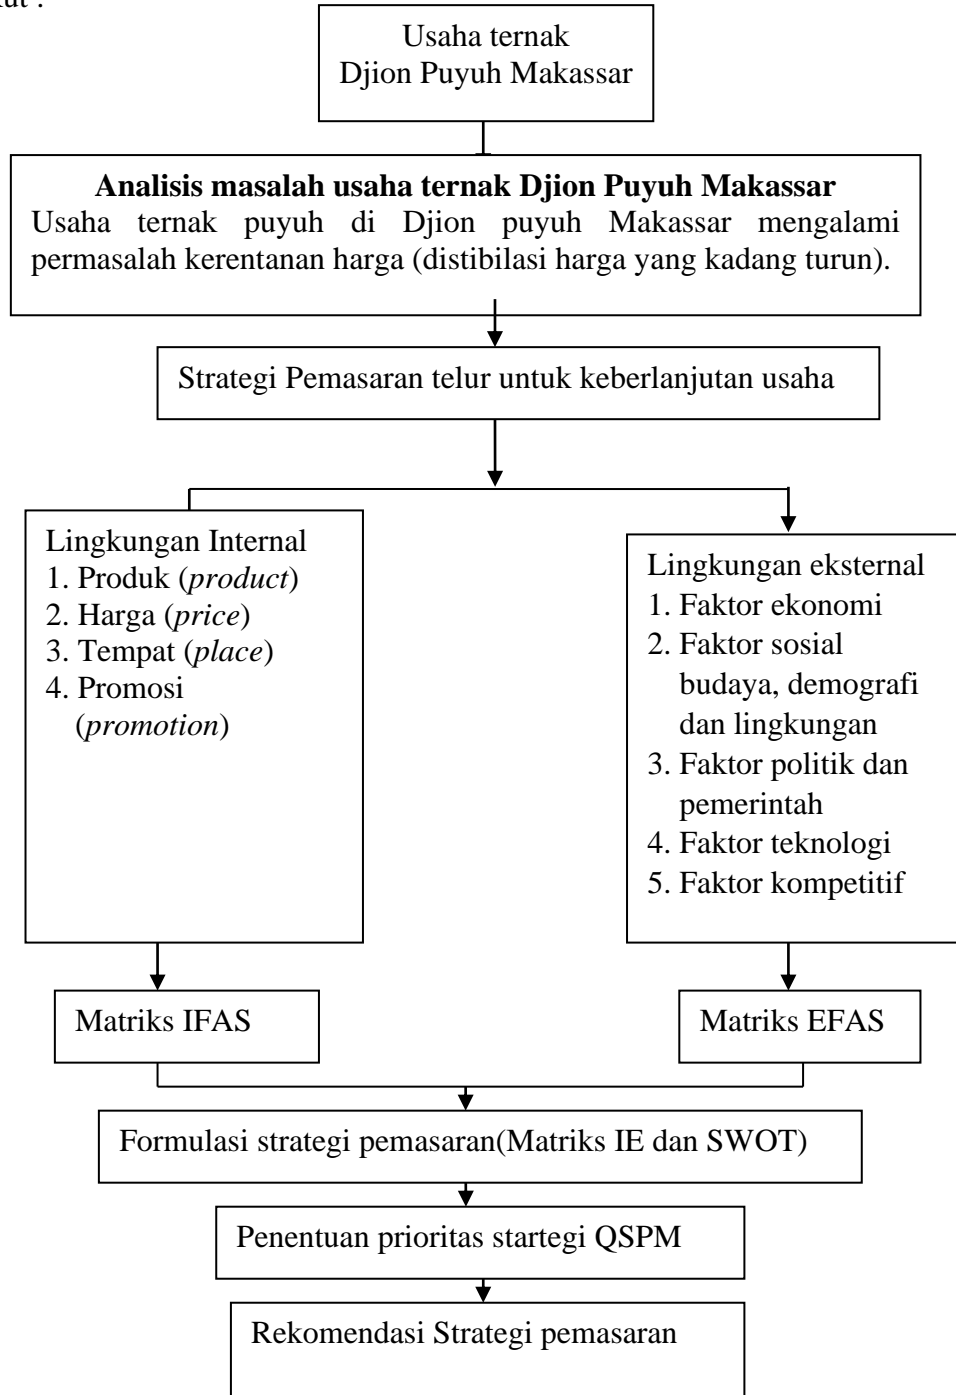 Usaha ternak
Djion Puyuh Makassar
Analisis masalah usaha ternak Djion Puyuh Makassar
Usaha ternak puyuh di Djion puyuh Makassar mengalami
permasalah kerentanan harga (distibilasi harga yang kadang turun).
Strategi Pemasaran telur untuk keberlanjutan usaha
Lingkungan Internal
1. Produk (product)
2. Harga (price)
3. Tempat (place)
4. Promosi
(promotion)
Lingkungan eksternal
1. Faktor ekonomi
2. Faktor sosial
budaya, demografi
dan lingkungan
3. Faktor politik dan
pemerintah
4. Faktor teknologi
5. Faktor kompetitif
Matriks IFAS
Matriks EFAS
Formulasi strategi pemasaran(Matriks IE dan SWOT)
Penentuan prioritas startegi QSPM
Rekomendasi Strategi pemasaran